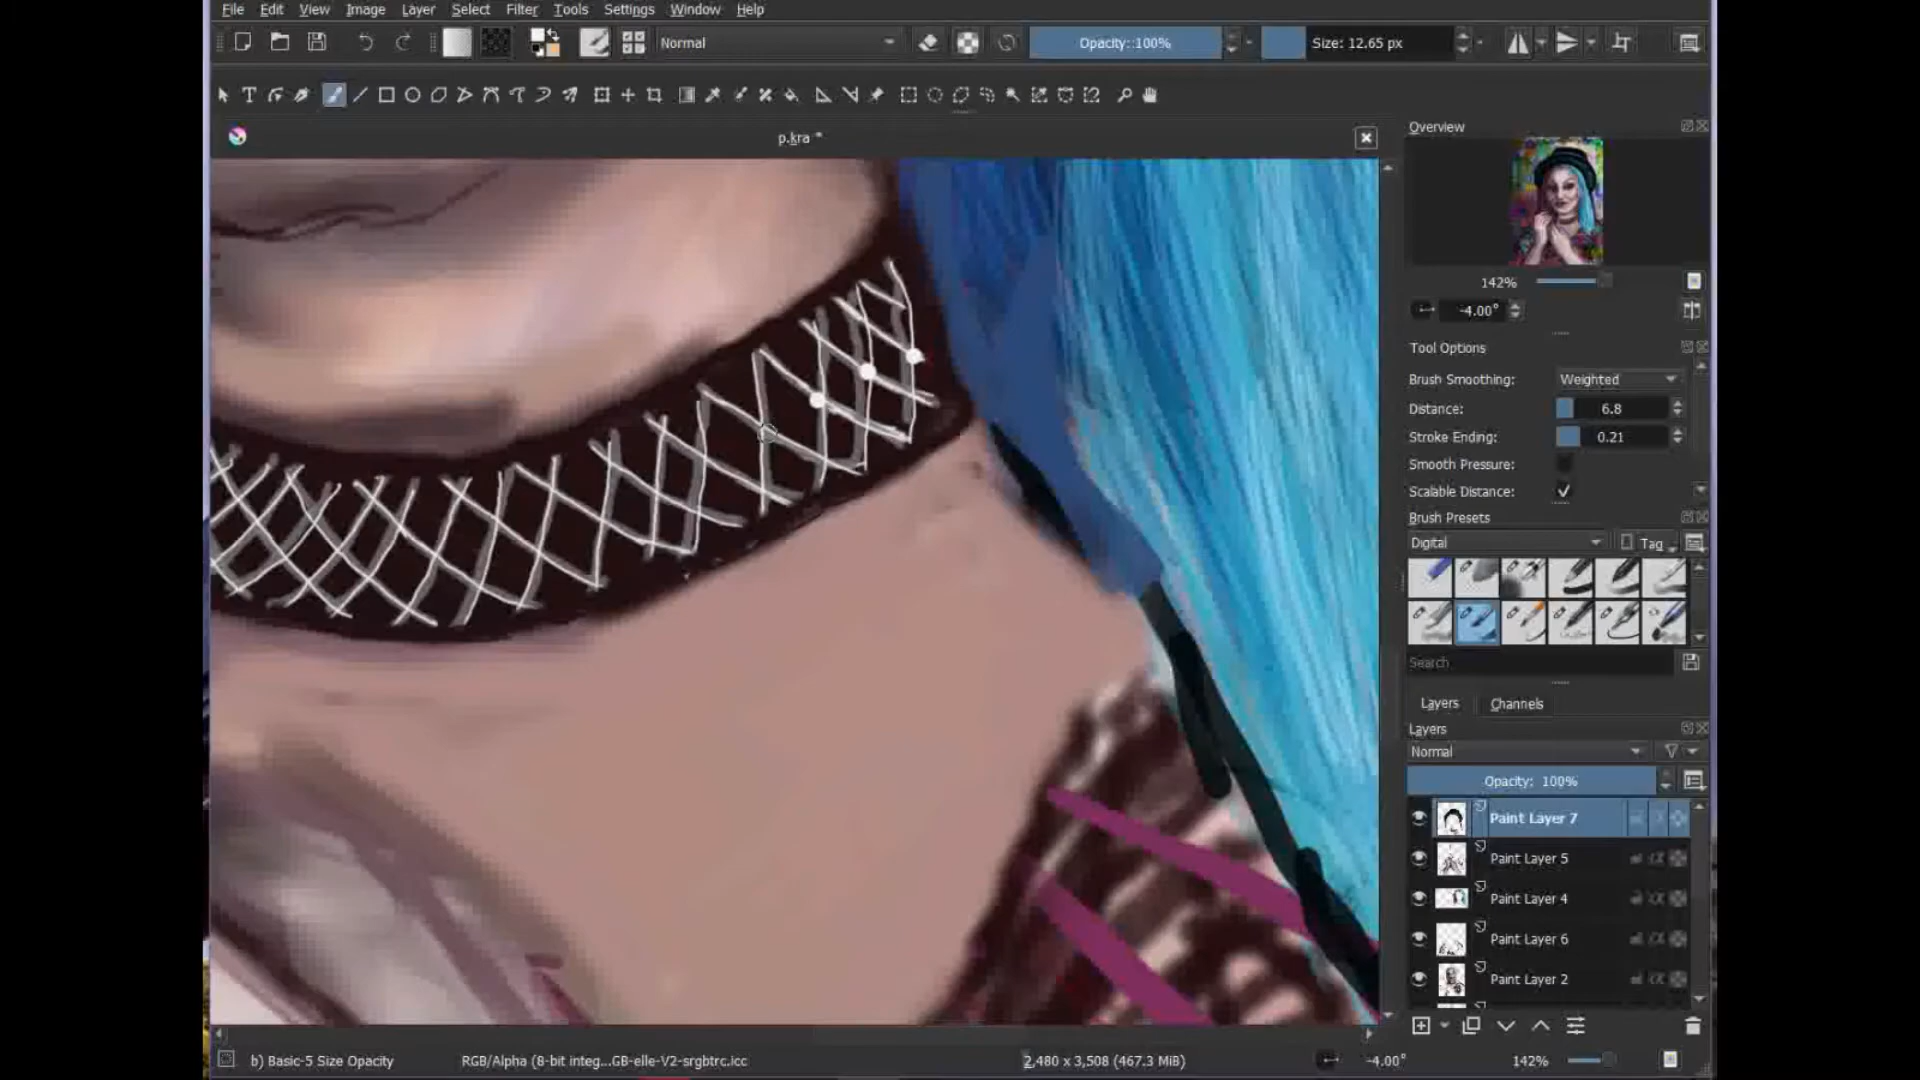 File Edit View Image Layer Select Filter Tools Settings Window Help
Normal
Opacity: 100%
Size: 12.65 px
p.kra *
Overview
142%
-4.00°
Tool Options
Brush Smoothing: Weighted
Distance: 6.8
Stroke Ending: 0.21
Smooth Pressure:
Scalable Distance:
Brush Presets
Digital
Tag
Search
Layers Channels
Layers
Normal
Opacity: 100%
Paint Layer 7
Paint Layer 5
Paint Layer 4
Paint Layer 6
Paint Layer 2
b) Basic-5 Size Opacity
RGB/Alpha (8-bit integ...GB-elle-V2-srgbtrc.icc
2,480 x 3,508 (467.3 MiB)
-4.00°
142%